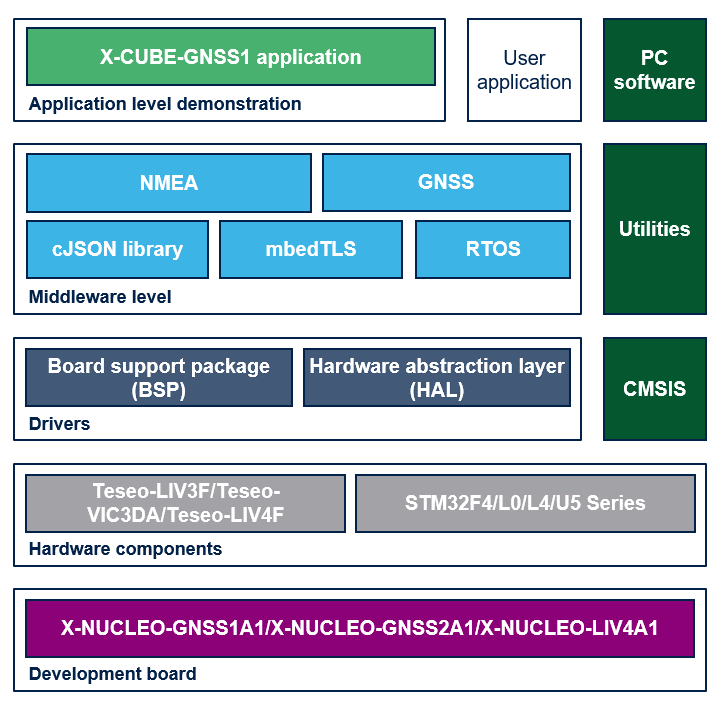 X-CUBE-GNSS1 application
Application level demonstration
User
application
PC
software
NMEA
GNSS
cJSON library
mbedTLS
RTOS
Middleware level
Utilities
Board support package
(BSP)
Hardware abstraction layer
(HAL)
Drivers
CMSIS
Teseo-LIV3F/Teseo-
VIC3DA/Teseo-LIV4F
STM32F4/L0/L4/U5 Series
Hardware components
X-NUCLEO-GNSS1A1/X-NUCLEO-GNSS2A1/X-NUCLEO-LIV4A1
Development board